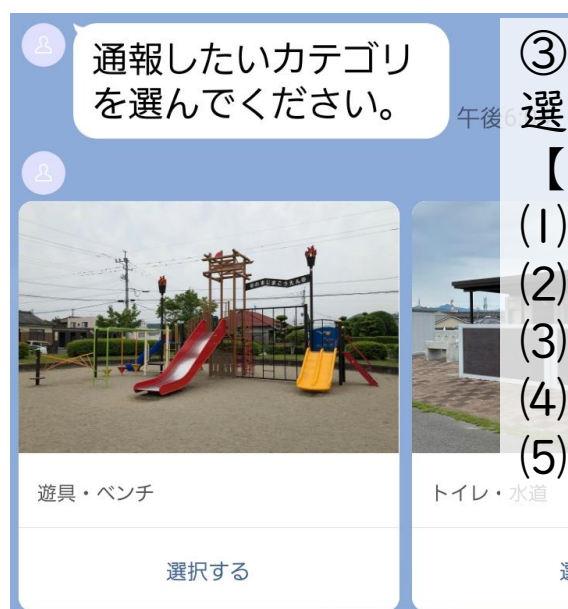 通報したいカテゴリ
を選んでください。
午後6
③
選
【
(1)
(2)
(3)
(4)
(5)
遊具・ベンチ
トイレ・水道
選択する
選